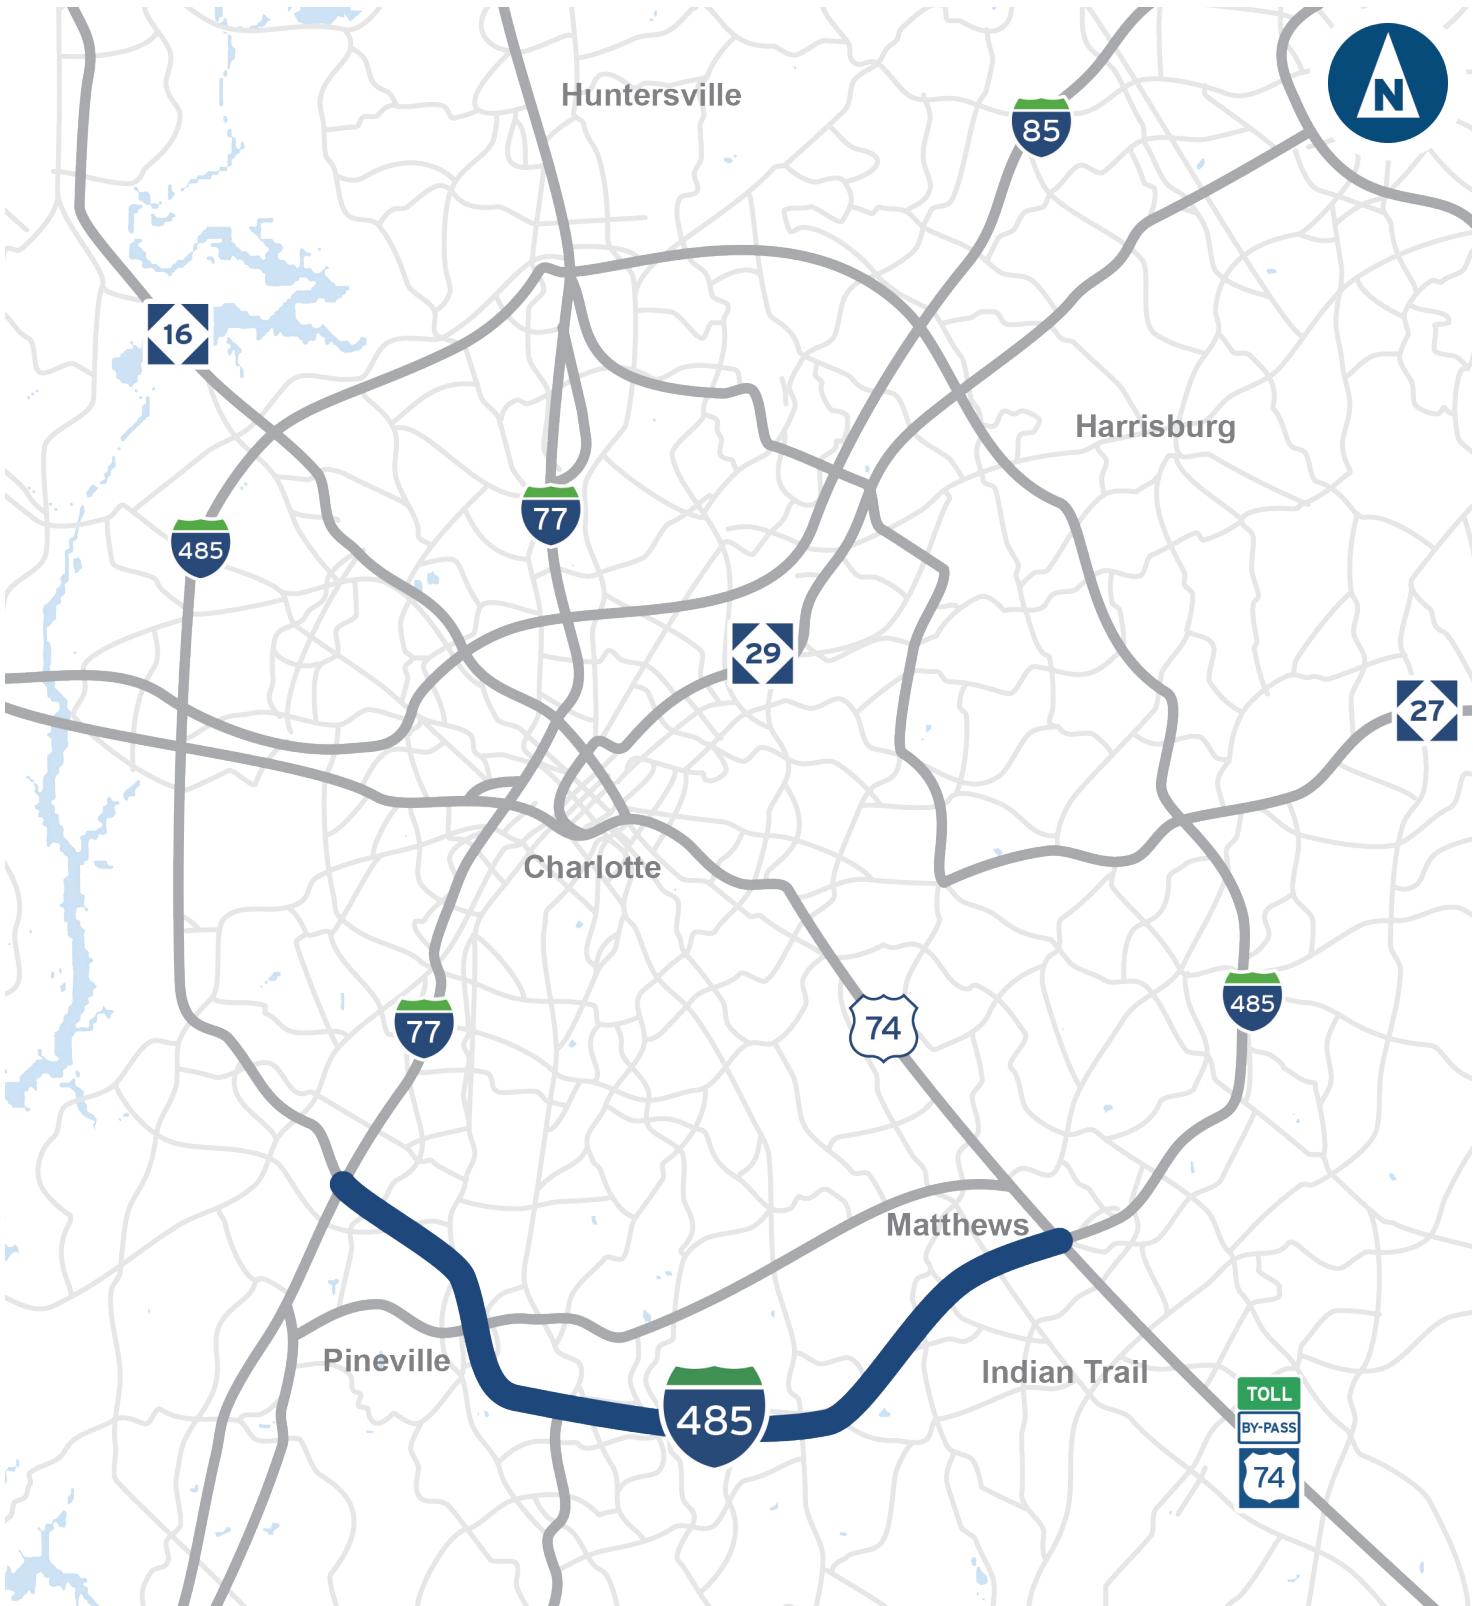 N
Huntersville
85
16
Harrisburg
77
485
29
27
Charlotte
485
77
74
Matthews
Pineville
Indian Trail
TOLL
485
BY-PASS
74